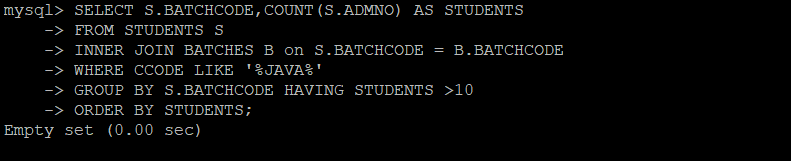 mysql> SELECT S.BATCHCODE,COUNT(S.ADMNO) AS STUDENTS
-> FROM STUDENTS S
-> INNER JOIN BATCHES B on S.BATCHCODE = B.BATCHCODE
-> WHERE CCODE LIKE '%JAVA%'
-> GROUP BY S.BATCHCODE HAVING STUDENTS >10
-> ORDER BY STUDENTS;
Empty set (0.00 sec)